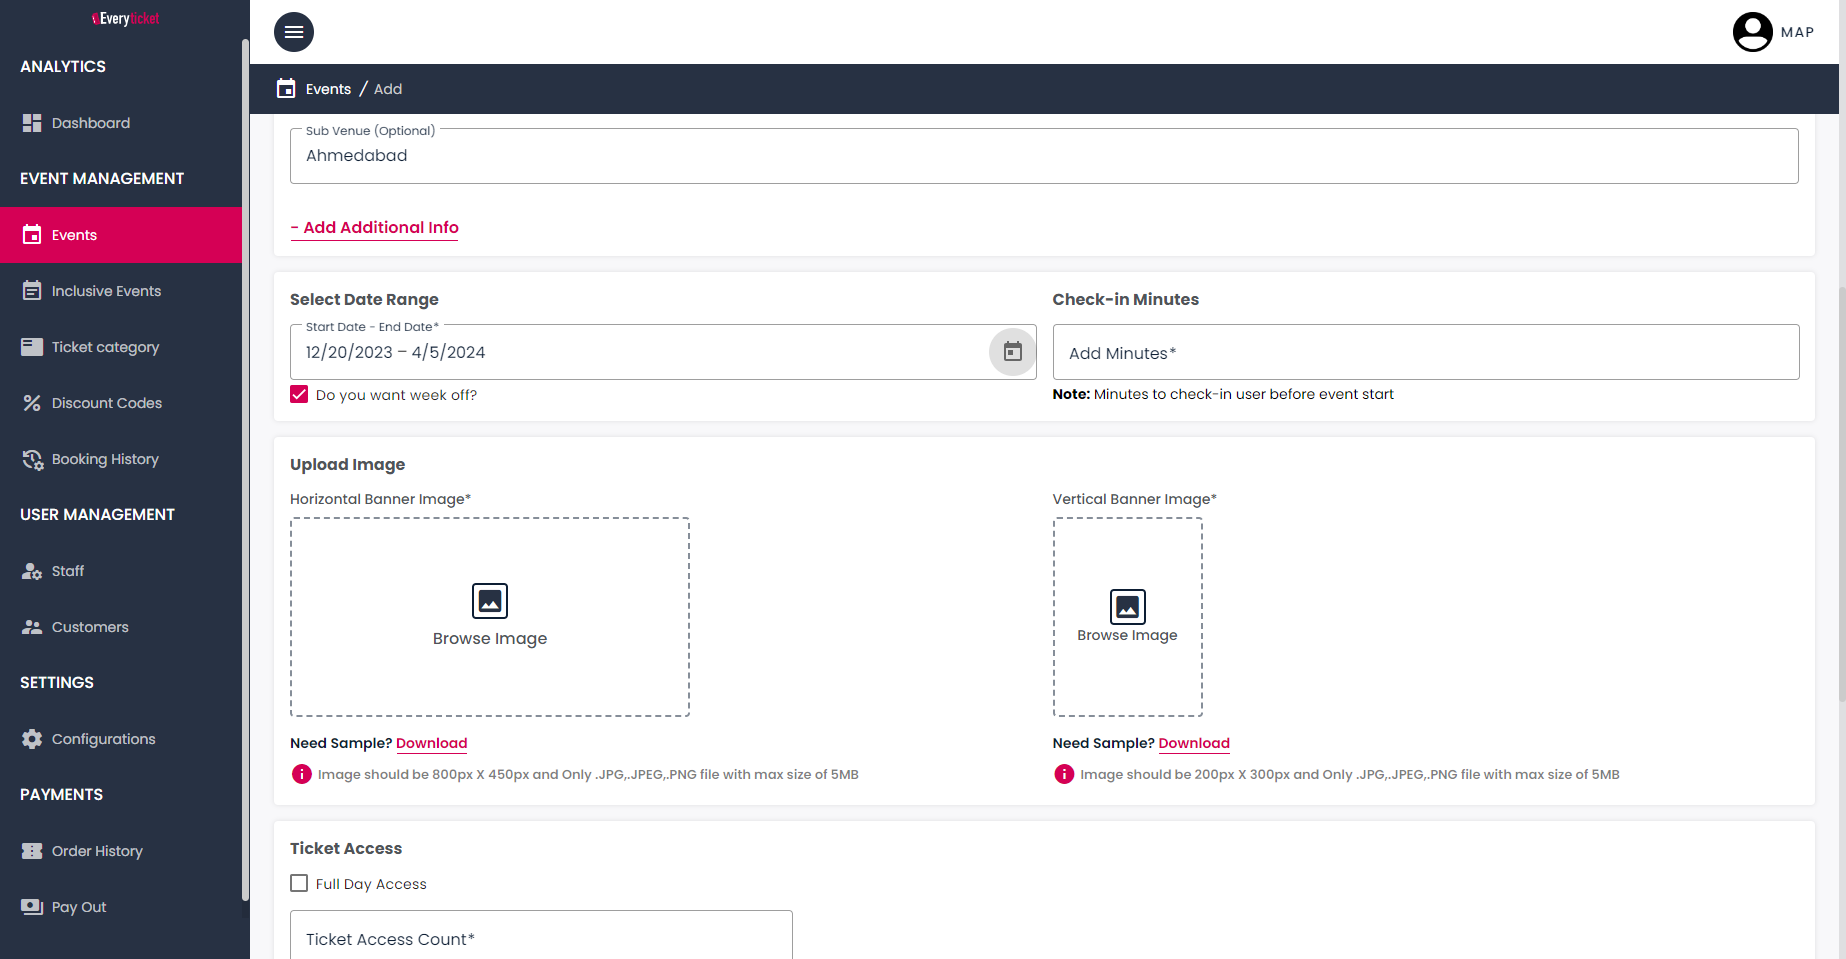 Everyticket
ANALYTICS
Dashboard
EVENT MANAGEMENT
Events
Inclusive Events
Ticket category
Discount Codes
Booking History
USER MANAGEMENT
Staff
Customers
SETTINGS
Configurations
PAYMENTS
Order History
Pay Out
MAP
Events / Add
Sub Venue (Optional)
Ahmedabad
- Add Additional Info
Select Date Range
Start Date - End Date*
12/20/2023 – 4/5/2024
Do you want week off?
Check-in Minutes
Add Minutes*
Note: Minutes to check-in user before event start
Upload Image
Horizontal Banner Image*
Browse Image
Need Sample? Download
Image should be 800px X 450px and Only .JPG,.JPEG,.PNG file with max size of 5MB
Vertical Banner Image*
Browse Image
Need Sample? Download
Image should be 200px X 300px and Only .JPG,.JPEG,.PNG file with max size of 5MB
Ticket Access
Full Day Access
Ticket Access Count*